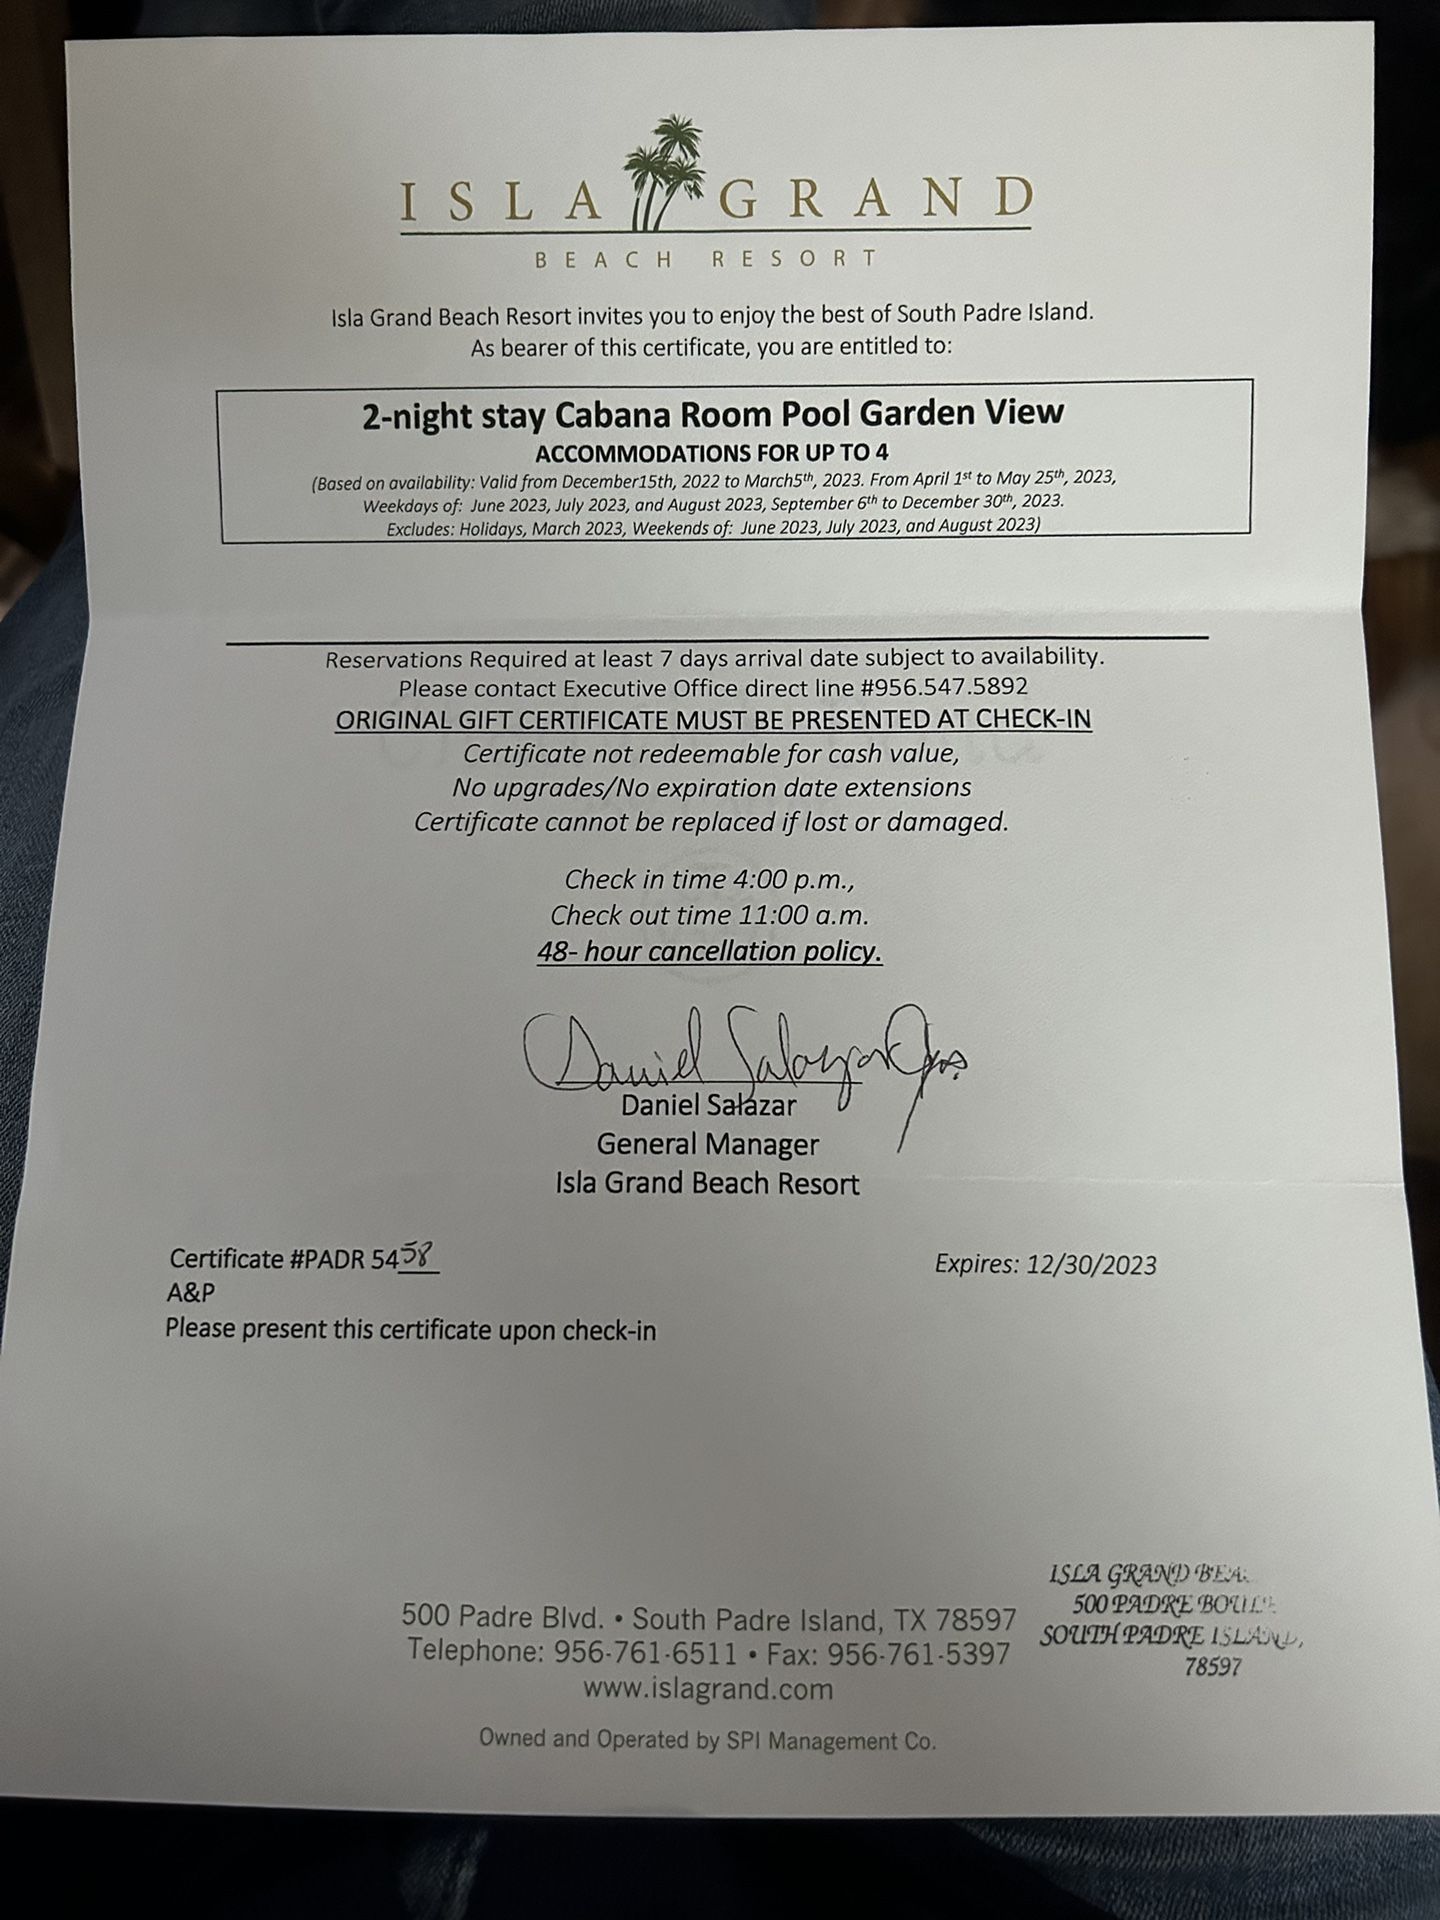 ISLA GRAND
BEACH RESORT
Isla Grand Beach Resort invites you to enjoy the best of South Padre Island.
As bearer of this certificate, you are entitled to:
2-night stay Cabana Room Pool Garden View
ACCOMMODATIONS FOR UP TO 4
(Based on availability: Valid from December15th, 2022 to March5th, 2023. From April 1st to May 25th, 2023,
Weekdays of: June 2023, July 2023, and August 2023, September 6th to December 30th, 2023.
Excludes: Holidays, March 2023, Weekends of: June 2023, July 2023, and August 2023)
Reservations Required at least 7 days arrival date subject to availability.
Please contact Executive Office direct line #956.547.5892
ORIGINAL GIFT CERTIFICATE MUST BE PRESENTED AT CHECK-IN
Certificate not redeemable for cash value,
No upgrades/No expiration date extensions
Certificate cannot be replaced if lost or damaged.
Check in time 4:00 p.m.,
Check out time 11:00 a.m.
48- hour cancellation policy.
Daniel Salazar Jr.
Daniel Salazar
General Manager
Isla Grand Beach Resort
Certificate #PADR 5458
Expires: 12/30/2023
A&P
Please present this certificate upon check-in
500 Padre Blvd. • South Padre Island, TX 78597
Telephone: 956-761-6511 • Fax: 956-761-5397
www.islagrand.com
Owned and Operated by SPI Management Co.
ISLA GRAND
500 PADRE
SOUTH PADRE ISLAND,
78597